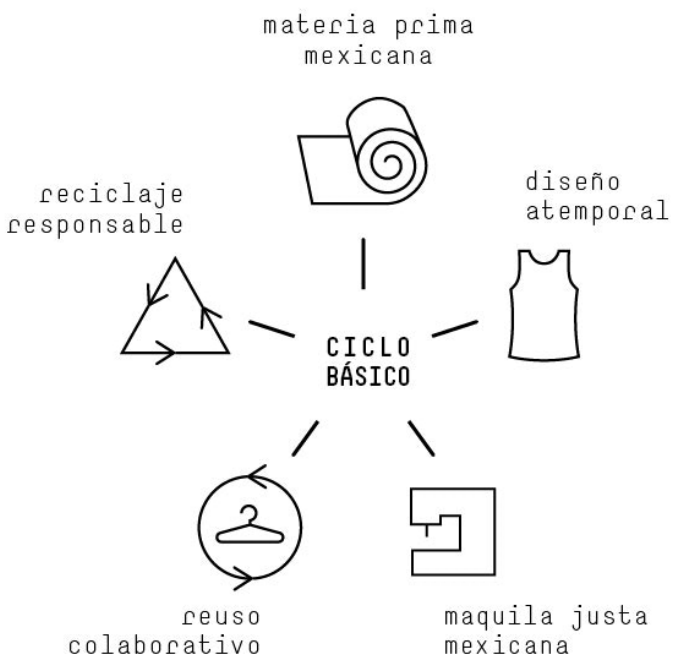 materia prima
mexicana
diseño
atemporal
reciclaje
responsable
CICLO
BÁSICO
reuso
colaborativo
maquila justa
mexicana